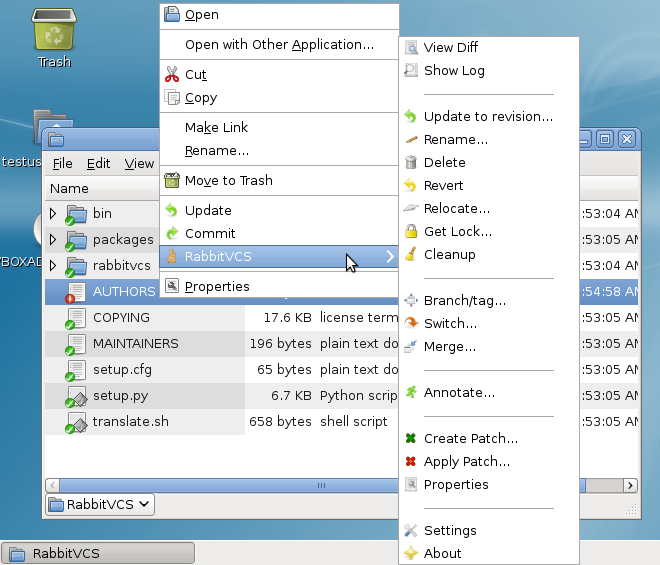 Trash
testus
VBOXAD
File Edit View
Name
bin :53:04 AM
packages :53:05 AM
rabbitvcs :53:04 AM
AUTHORS :54:58 AM
COPYING 17.6 KB license term :53:05 AM
MAINTAINERS 196 bytes plain text do :53:05 AM
setup.cfg 65 bytes plain text do :53:05 AM
setup.py 6.7 KB Python scrip :53:05 AM
translate.sh 658 bytes shell script :53:05 AM
RabbitVCS
RabbitVCS
Open
Open with Other Application...
Cut
Copy
Make Link
Rename...
Move to Trash
Update
Commit
RabbitVCS
Properties
View Diff
Show Log
Update to revision...
Rename...
Delete
Revert
Relocate...
Get Lock...
Cleanup
Branch/tag...
Switch...
Merge...
Annotate...
Create Patch...
Apply Patch...
Properties
Settings
About